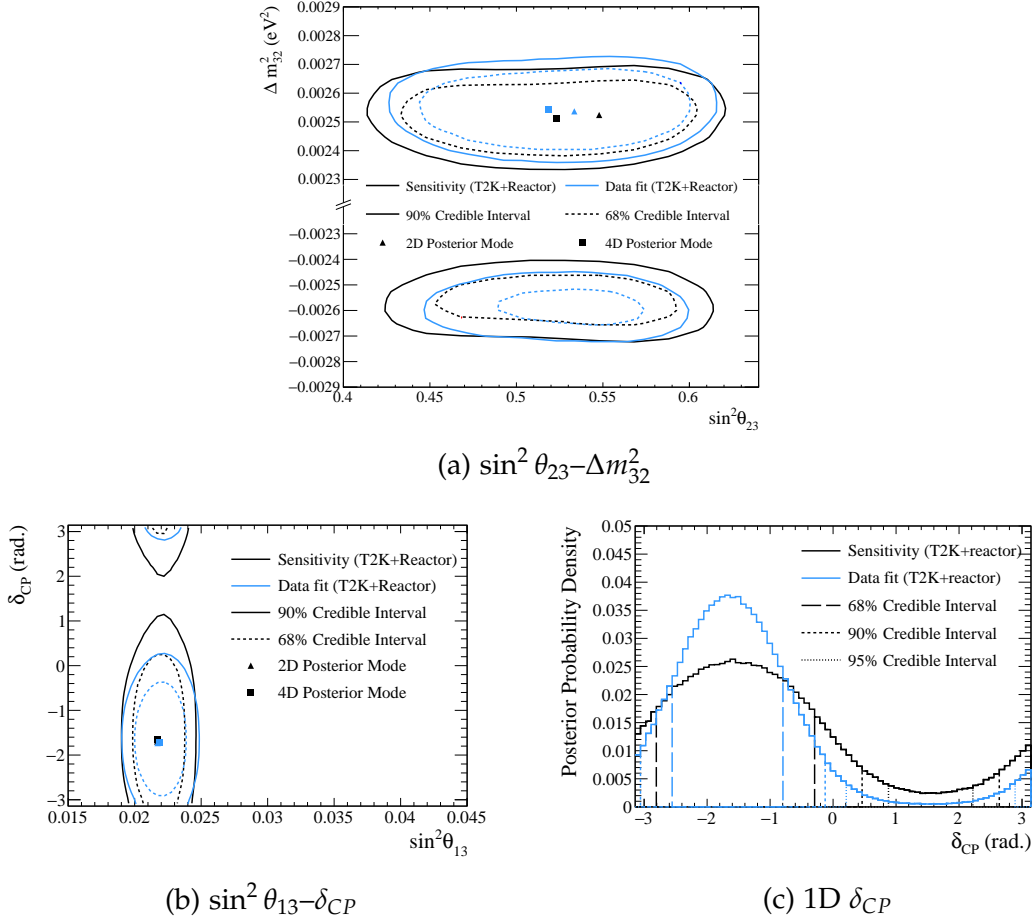 0.0029
0.0028
0.0027
0.0026
0.0025
0.0024
0.0023
−0.0023
−0.0024
−0.0025
−0.0026
−0.0027
−0.0028
−0.0029
Δ m²₃₂ (eV²)
Sensitivity (T2K+Reactor)
Data fit (T2K+Reactor)
90% Credible Interval
68% Credible Interval
2D Posterior Mode
4D Posterior Mode
0.4 0.45 0.5 0.55 0.6
sin²θ₂₃
(a) sin² θ₂₃–Δm²₃₂
δ_CP (rad.)
3
2
1
0
−1
−2
−3
Sensitivity (T2K+Reactor)
Data fit (T2K+Reactor)
90% Credible Interval
68% Credible Interval
2D Posterior Mode
4D Posterior Mode
0.015 0.02 0.025 0.03 0.035 0.04 0.045
sin²θ₁₃
(b) sin² θ₁₃–δ_CP
Posterior Probability Density
0.05
0.045
0.04
0.035
0.03
0.025
0.02
0.015
0.01
0.005
0
Sensitivity (T2K+reactor)
Data fit (T2K+reactor)
68% Credible Interval
90% Credible Interval
95% Credible Interval
−3 −2 −1 0 1 2 3
δ_CP (rad.)
(c) 1D δ_CP